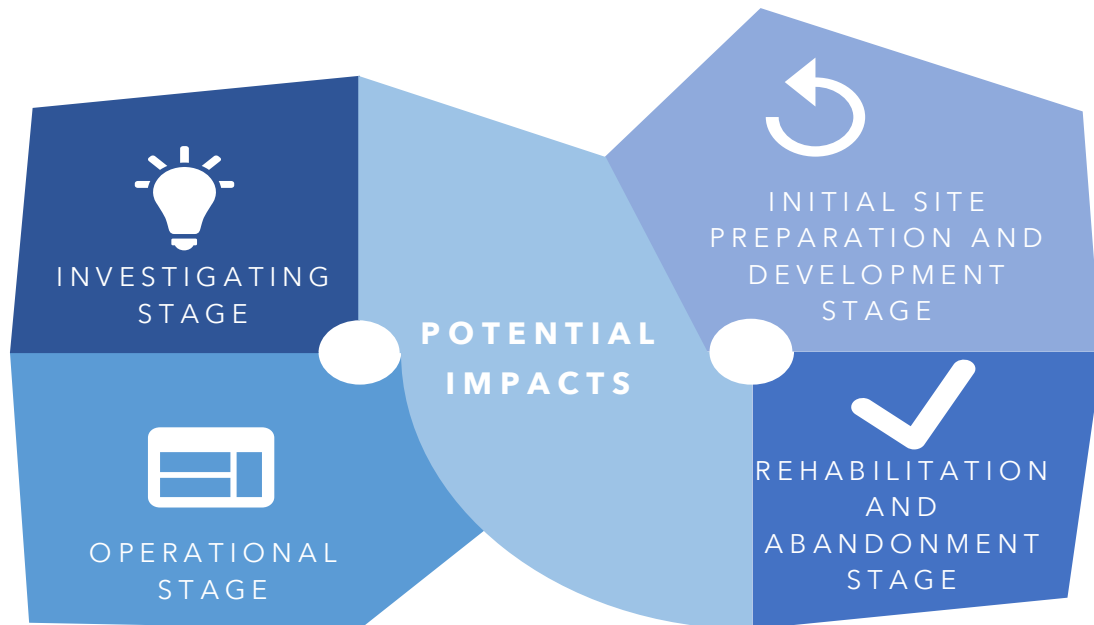 INVESTIGATING
STAGE
POTENTIAL
IMPACTS
INITIAL SITE
PREPARATION AND
DEVELOPMENT
STAGE
OPERATIONAL
STAGE
REHABILITATION
AND
ABANDONMENT
STAGE